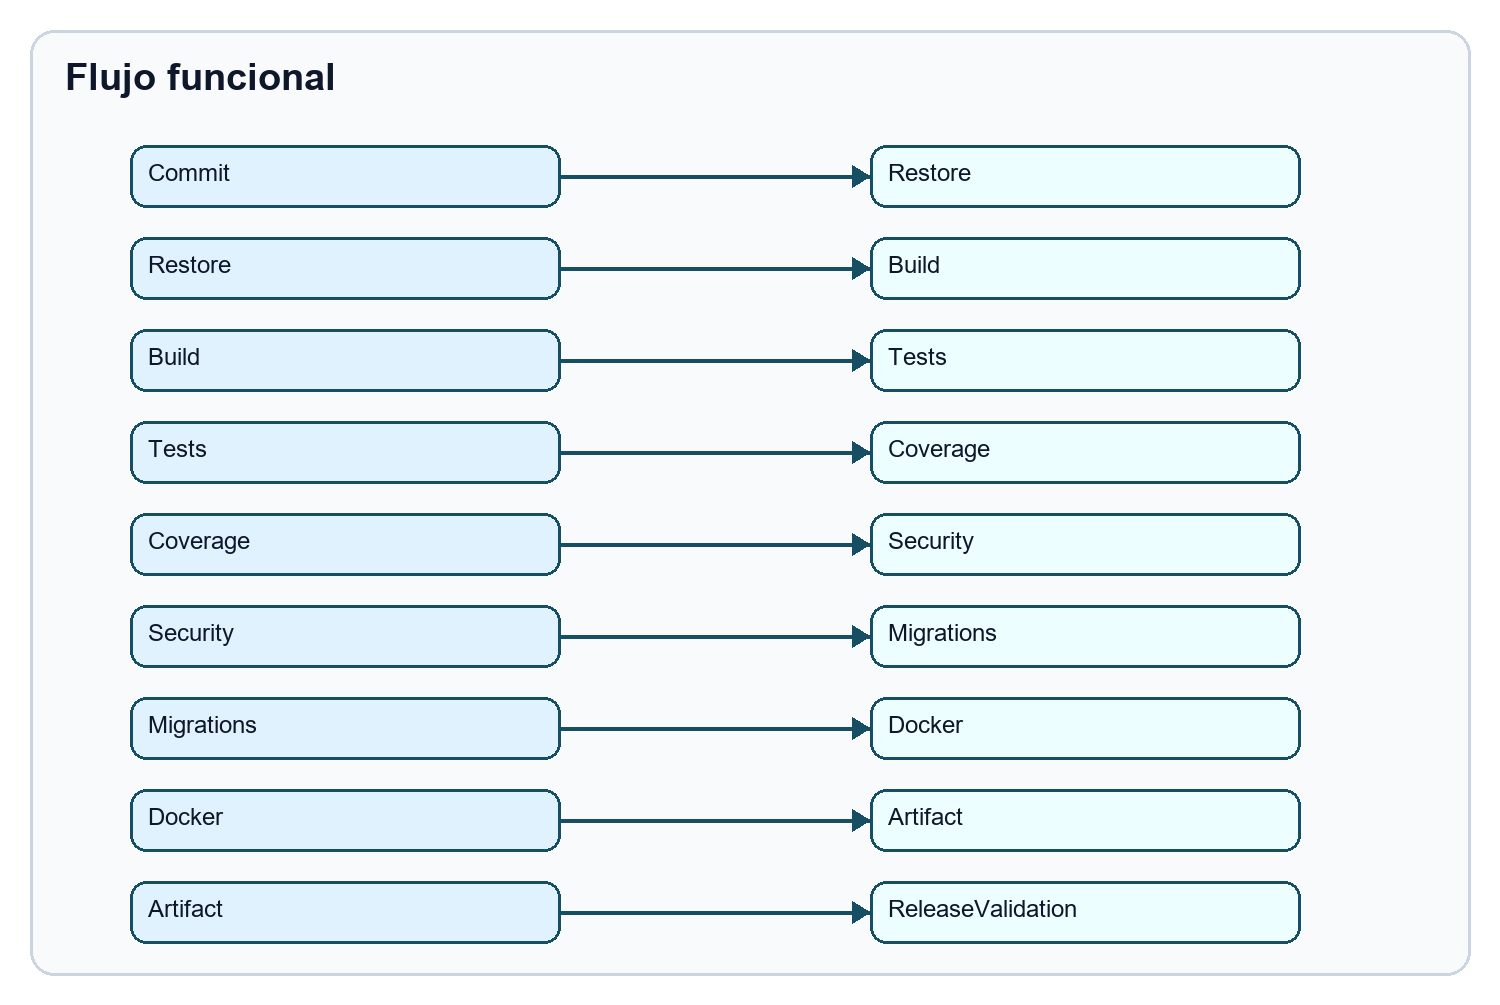 Flujo funcional
Commit
Restore
Restore
Build
Build
Tests
Tests
Coverage
Coverage
Security
Security
Migrations
Migrations
Docker
Docker
Artifact
Artifact
ReleaseValidation